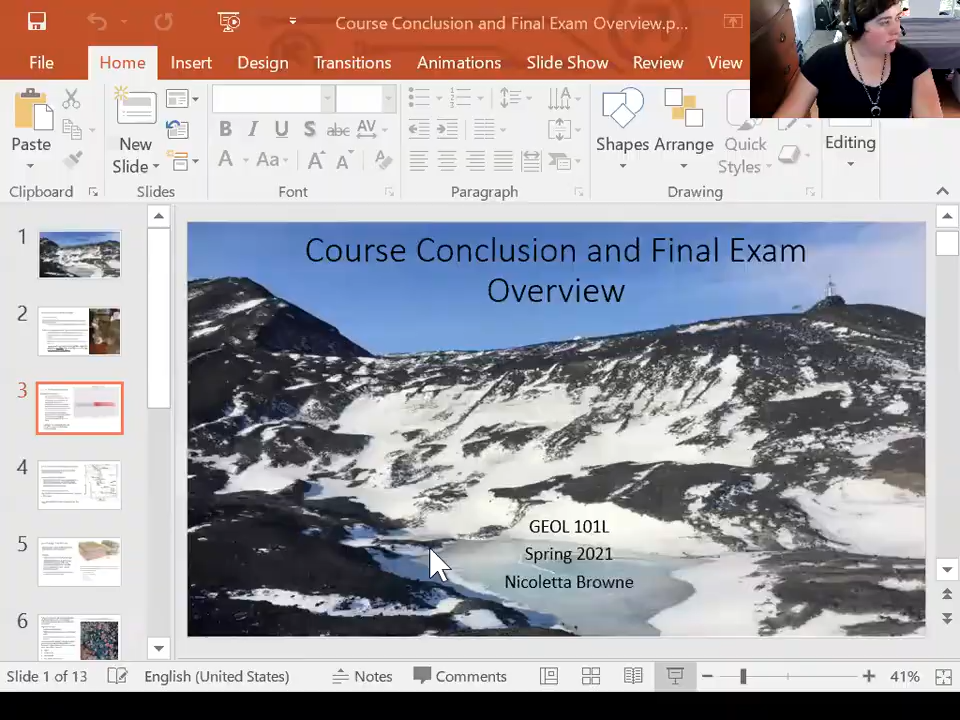 Course Conclusion and Final Exam Overview.p...
File Home Insert Design Transitions Animations Slide Show Review View
Paste
New
Slide
B I U S abc AV
A Aa A A
Shapes Arrange Quick
Styles
Editing
Clipboard Slides Font Paragraph Drawing
1
2
3
4
5
6
Course Conclusion and Final Exam
Overview
GEOL 101L
Spring 2021
Nicoletta Browne
Slide 1 of 13 English (United States) Notes Comments 41%